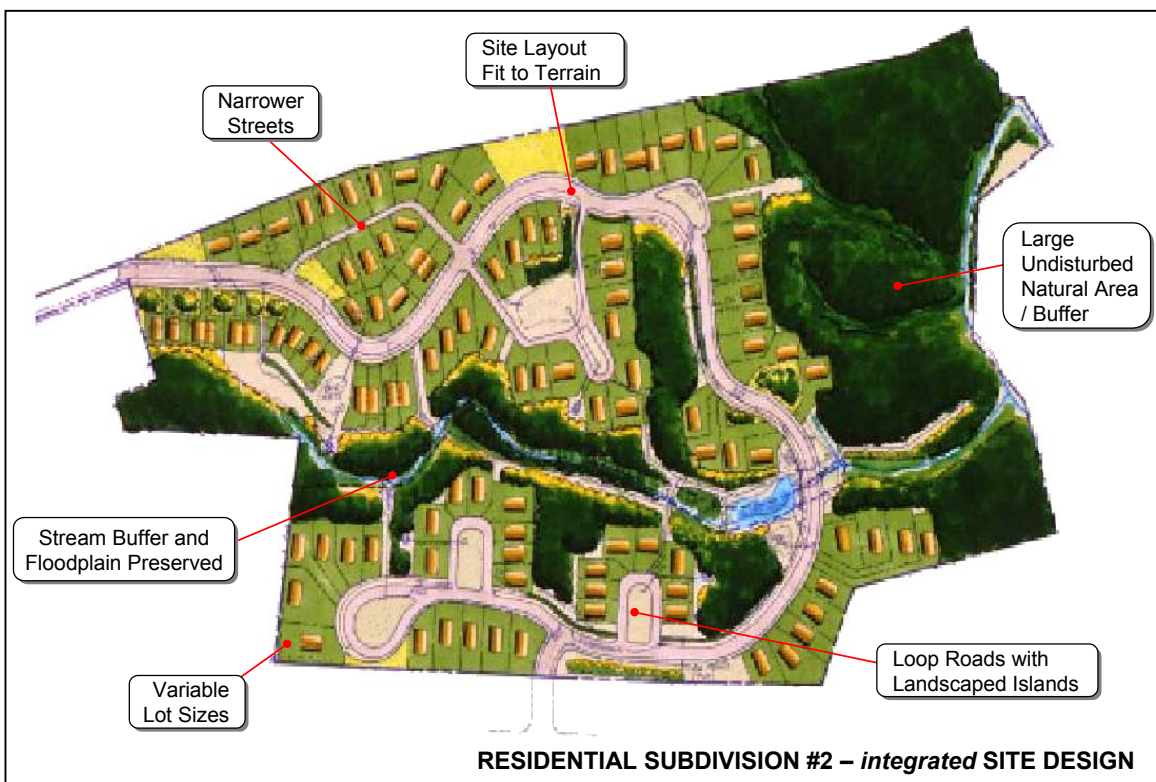 Site Layout
Fit to Terrain
Narrower
Streets
Large
Undisturbed
Natural Area
/ Buffer
Stream Buffer and
Floodplain Preserved
Loop Roads with
Landscaped Islands
Variable
Lot Sizes
RESIDENTIAL SUBDIVISION #2 – integrated SITE DESIGN